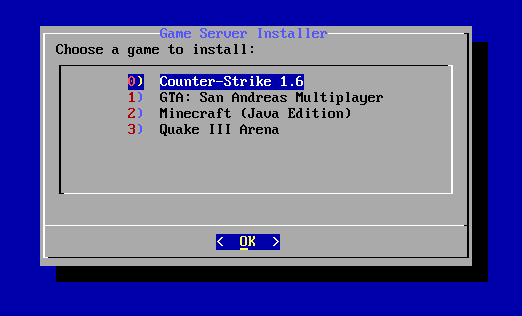 Game Server Installer
Choose a game to install:
0) Counter-Strike 1.6
1) GTA: San Andreas Multiplayer
2) Minecraft (Java Edition)
3) Quake III Arena
< OK >